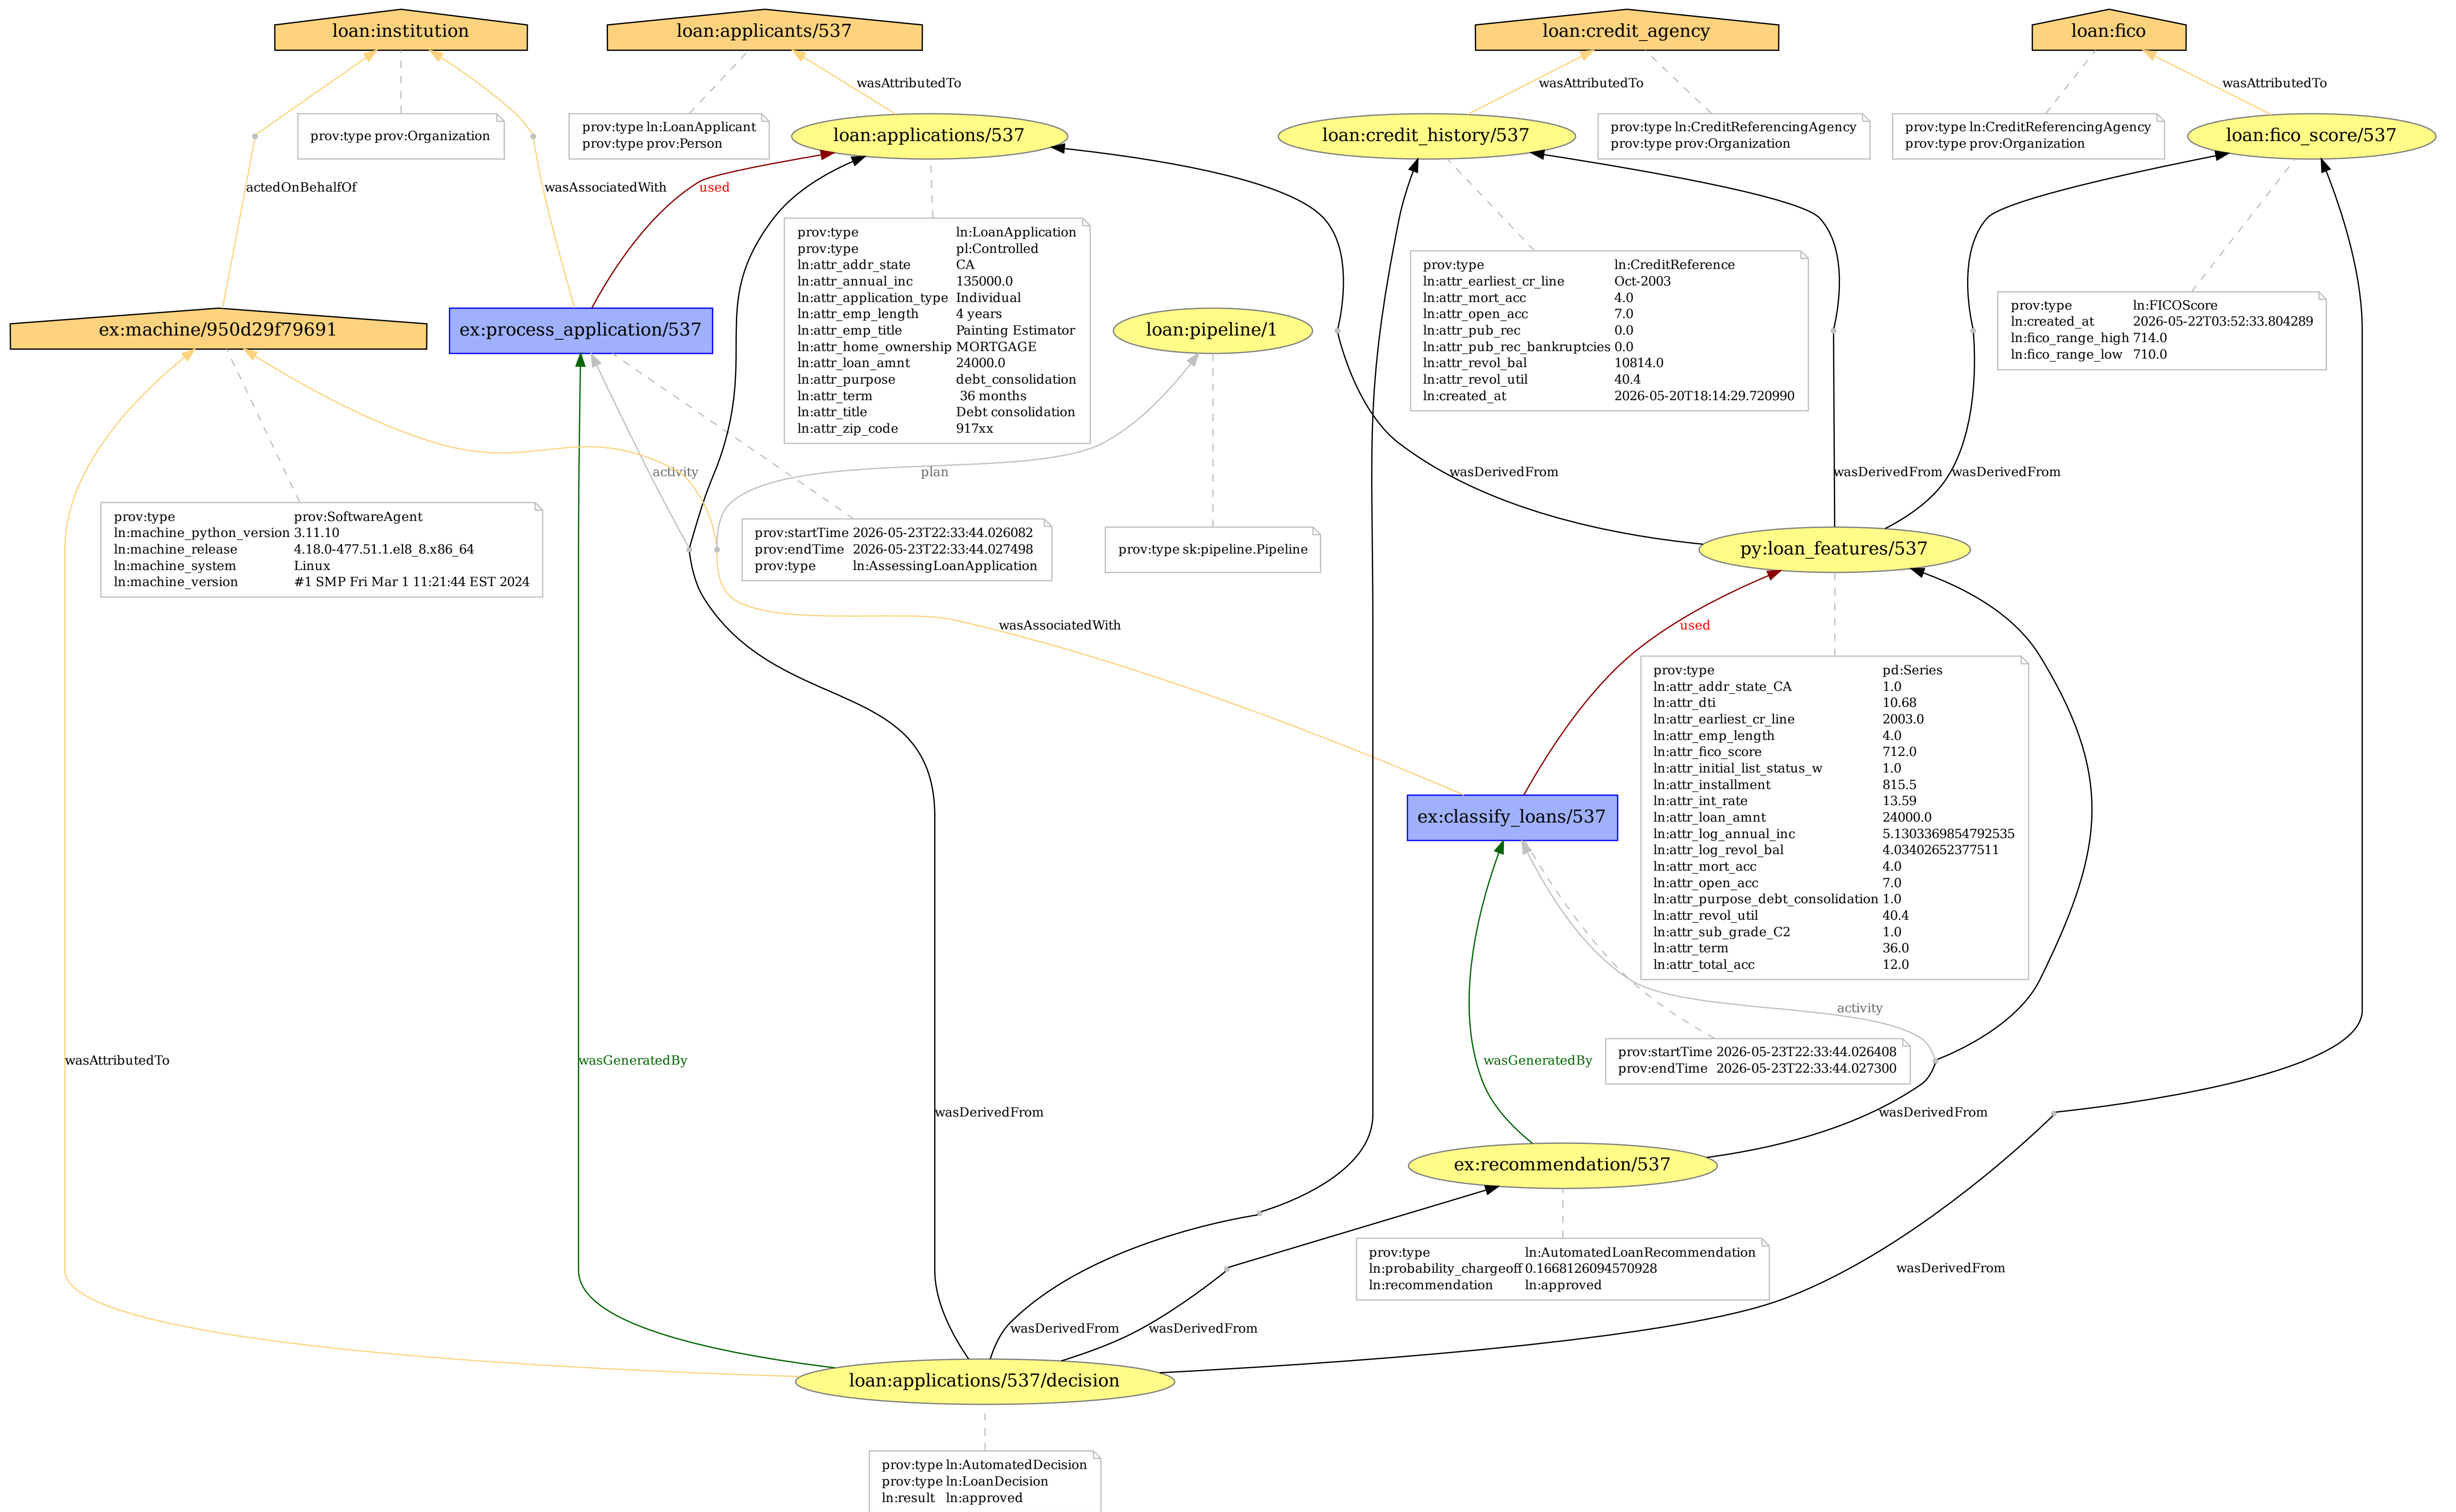 loan:institution
loan:applicants/537
loan:credit_agency
loan:fico
wasAttributedTo
wasAttributedTo
wasAttributedTo
prov:type prov:Organization
prov:type ln:LoanApplicant
prov:type prov:Person
loan:applications/537
loan:credit_history/537
prov:type ln:CreditReferencingAgency
prov:type prov:Organization
prov:type ln:CreditReferencingAgency
prov:type prov:Organization
loan:fico_score/537
actedOnBehalfOf
wasAssociatedWith
used
prov:type ln:LoanApplication
prov:type pl:Controlled
ln:attr_addr_state CA
ln:attr_annual_inc 135000.0
ln:attr_application_type Individual
ln:attr_emp_length 4 years
ln:attr_emp_title Painting Estimator
ln:attr_home_ownership MORTGAGE
ln:attr_loan_amnt 24000.0
ln:attr_purpose debt_consolidation
ln:attr_term 36 months
ln:attr_title Debt consolidation
ln:attr_zip_code 917xx
prov:type ln:CreditReference
ln:attr_earliest_cr_line Oct-2003
ln:attr_mort_acc 4.0
ln:attr_open_acc 7.0
ln:attr_pub_rec 0.0
ln:attr_pub_rec_bankruptcies 0.0
ln:attr_revol_bal 10814.0
ln:attr_revol_util 40.4
ln:created_at 2026-05-20T18:14:29.720990
prov:type ln:FICOScore
ln:created_at 2026-05-22T03:52:33.804289
ln:fico_range_high 714.0
ln:fico_range_low 710.0
ex:machine/950d29f79691
ex:process_application/537
loan:pipeline/1
activity
plan
wasDerivedFrom
wasDerivedFrom
wasDerivedFrom
prov:type prov:SoftwareAgent
ln:machine_python_version 3.11.10
ln:machine_release 4.18.0-477.51.1.el8_8.x86_64
ln:machine_system Linux
ln:machine_version #1 SMP Fri Mar 1 11:21:44 EST 2024
prov:startTime 2026-05-23T22:33:44.026082
prov:endTime 2026-05-23T22:33:44.027498
prov:type ln:AssessingLoanApplication
prov:type sk:pipeline.Pipeline
py:loan_features/537
wasAssociatedWith
used
prov:type pd:Series
ln:attr_addr_state_CA 1.0
ln:attr_dti 10.68
ln:attr_earliest_cr_line 2003.0
ln:attr_emp_length 4.0
ln:attr_fico_score 712.0
ln:attr_initial_list_status_w 1.0
ln:attr_installment 815.5
ln:attr_int_rate 13.59
ln:attr_loan_amnt 24000.0
ln:attr_log_annual_inc 5.1303369854792535
ln:attr_log_revol_bal 4.03402652377511
ln:attr_mort_acc 4.0
ln:attr_open_acc 7.0
ln:attr_purpose_debt_consolidation 1.0
ln:attr_revol_util 40.4
ln:attr_sub_grade_C2 1.0
ln:attr_term 36.0
ln:attr_total_acc 12.0
ex:classify_loans/537
activity
wasAttributedTo
wasGeneratedBy
wasGeneratedBy
prov:startTime 2026-05-23T22:33:44.026408
prov:endTime 2026-05-23T22:33:44.027300
wasDerivedFrom
wasDerivedFrom
ex:recommendation/537
prov:type ln:AutomatedLoanRecommendation
ln:probability_chargeoff 0.1668126094570928
ln:recommendation ln:approved
wasDerivedFrom
wasDerivedFrom
wasDerivedFrom
loan:applications/537/decision
prov:type ln:AutomatedDecision
prov:type ln:LoanDecision
ln:result ln:approved